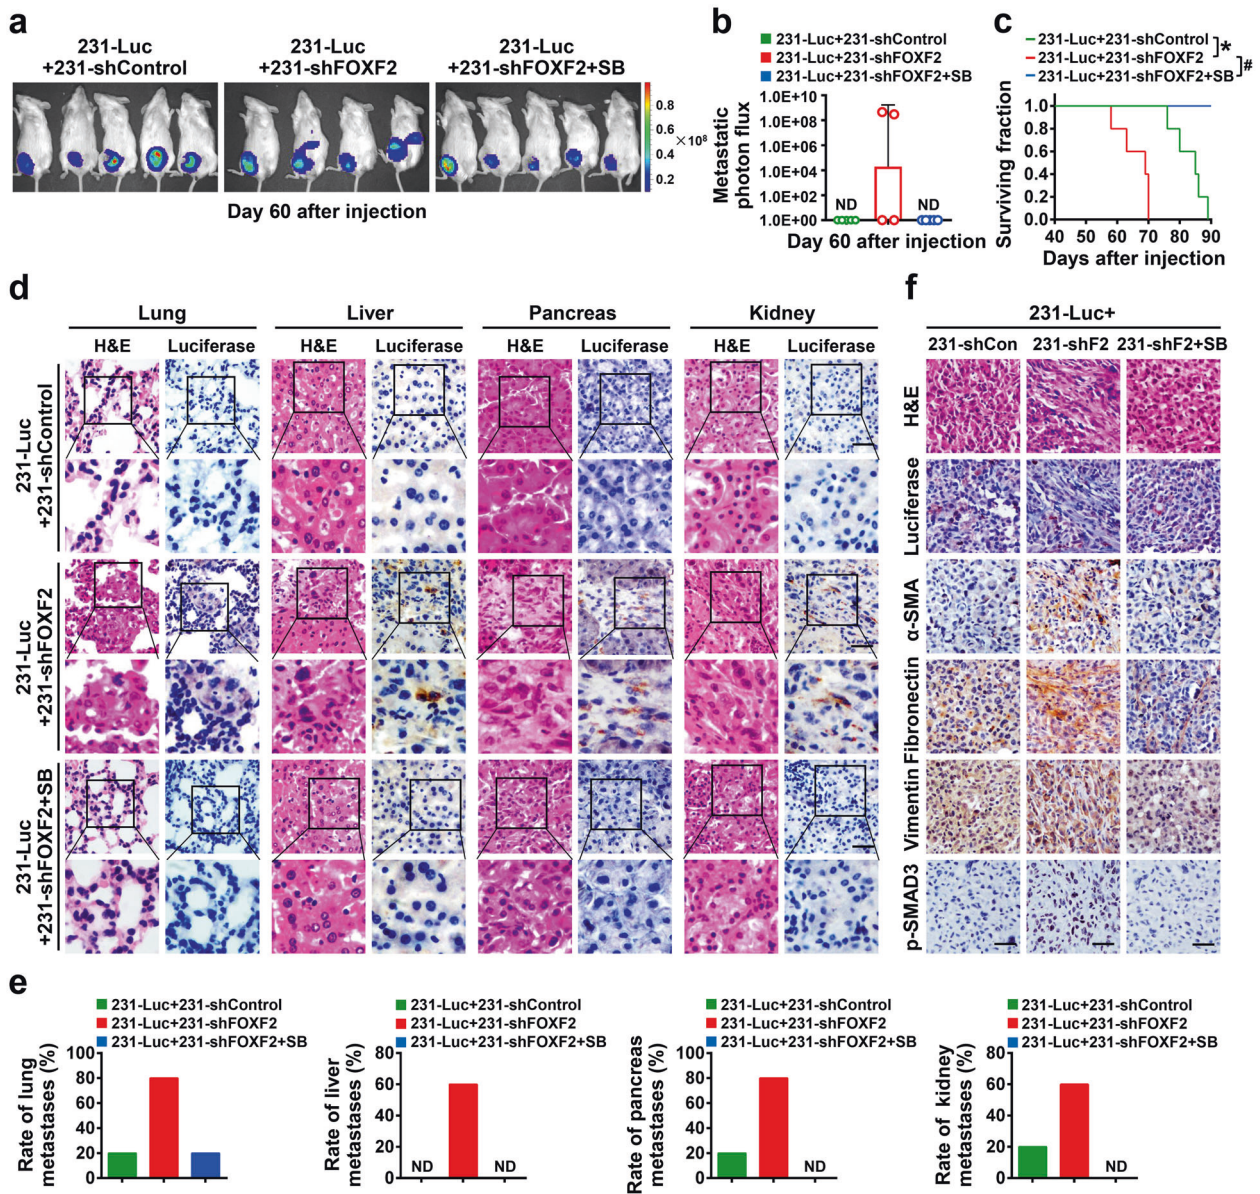 a
231-Luc
+231-shControl
231-Luc
+231-shFOXF2
231-Luc
+231-shFOXF2+SB
0.8
0.6
0.4
0.2
×10⁸
Day 60 after injection
b
231-Luc+231-shControl
231-Luc+231-shFOXF2
231-Luc+231-shFOXF2+SB
Metastatic
photon flux
1.0E+10
1.0E+08
1.0E+06
1.0E+04
1.0E+02
1.0E+00
ND
ND
Day 60 after injection
c
231-Luc+231-shControl
231-Luc+231-shFOXF2
231-Luc+231-shFOXF2+SB
*
#
Surviving fraction
1.0
0.8
0.6
0.4
0.2
0.0
40 50 60 70 80 90
Days after injection
d
Lung
Liver
Pancreas
Kidney
H&E
Luciferase
H&E
Luciferase
H&E
Luciferase
H&E
Luciferase
231-Luc
+231-shControl
231-Luc
+231-shFOXF2
231-Luc
+231-shFOXF2+SB
f
231-Luc+
231-shCon
231-shF2
231-shF2+SB
H&E
Luciferase
α-SMA
Fibronectin
Vimentin
p-SMAD3
e
231-Luc+231-shControl
231-Luc+231-shFOXF2
231-Luc+231-shFOXF2+SB
Rate of lung
metastases (%)
100
80
60
40
20
0
231-Luc+231-shControl
231-Luc+231-shFOXF2
231-Luc+231-shFOXF2+SB
Rate of liver
metastases (%)
80
60
40
20
0
ND
ND
231-Luc+231-shControl
231-Luc+231-shFOXF2
231-Luc+231-shFOXF2+SB
Rate of pancreas
metastases (%)
100
80
60
40
20
0
ND
231-Luc+231-shControl
231-Luc+231-shFOXF2
231-Luc+231-shFOXF2+SB
Rate of kidney
metastases (%)
80
60
40
20
0
ND